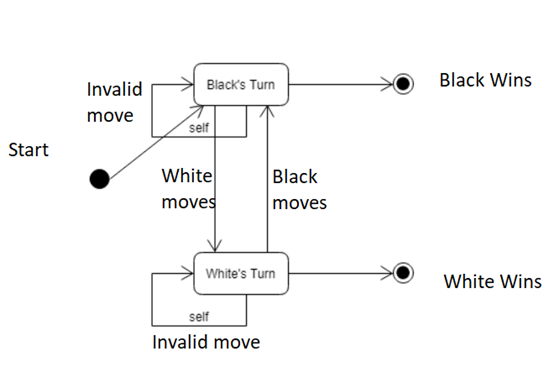 Black's Turn
Black Wins
Invalid
move
self
Start
White
moves
Black
moves
White's Turn
White Wins
self
Invalid move